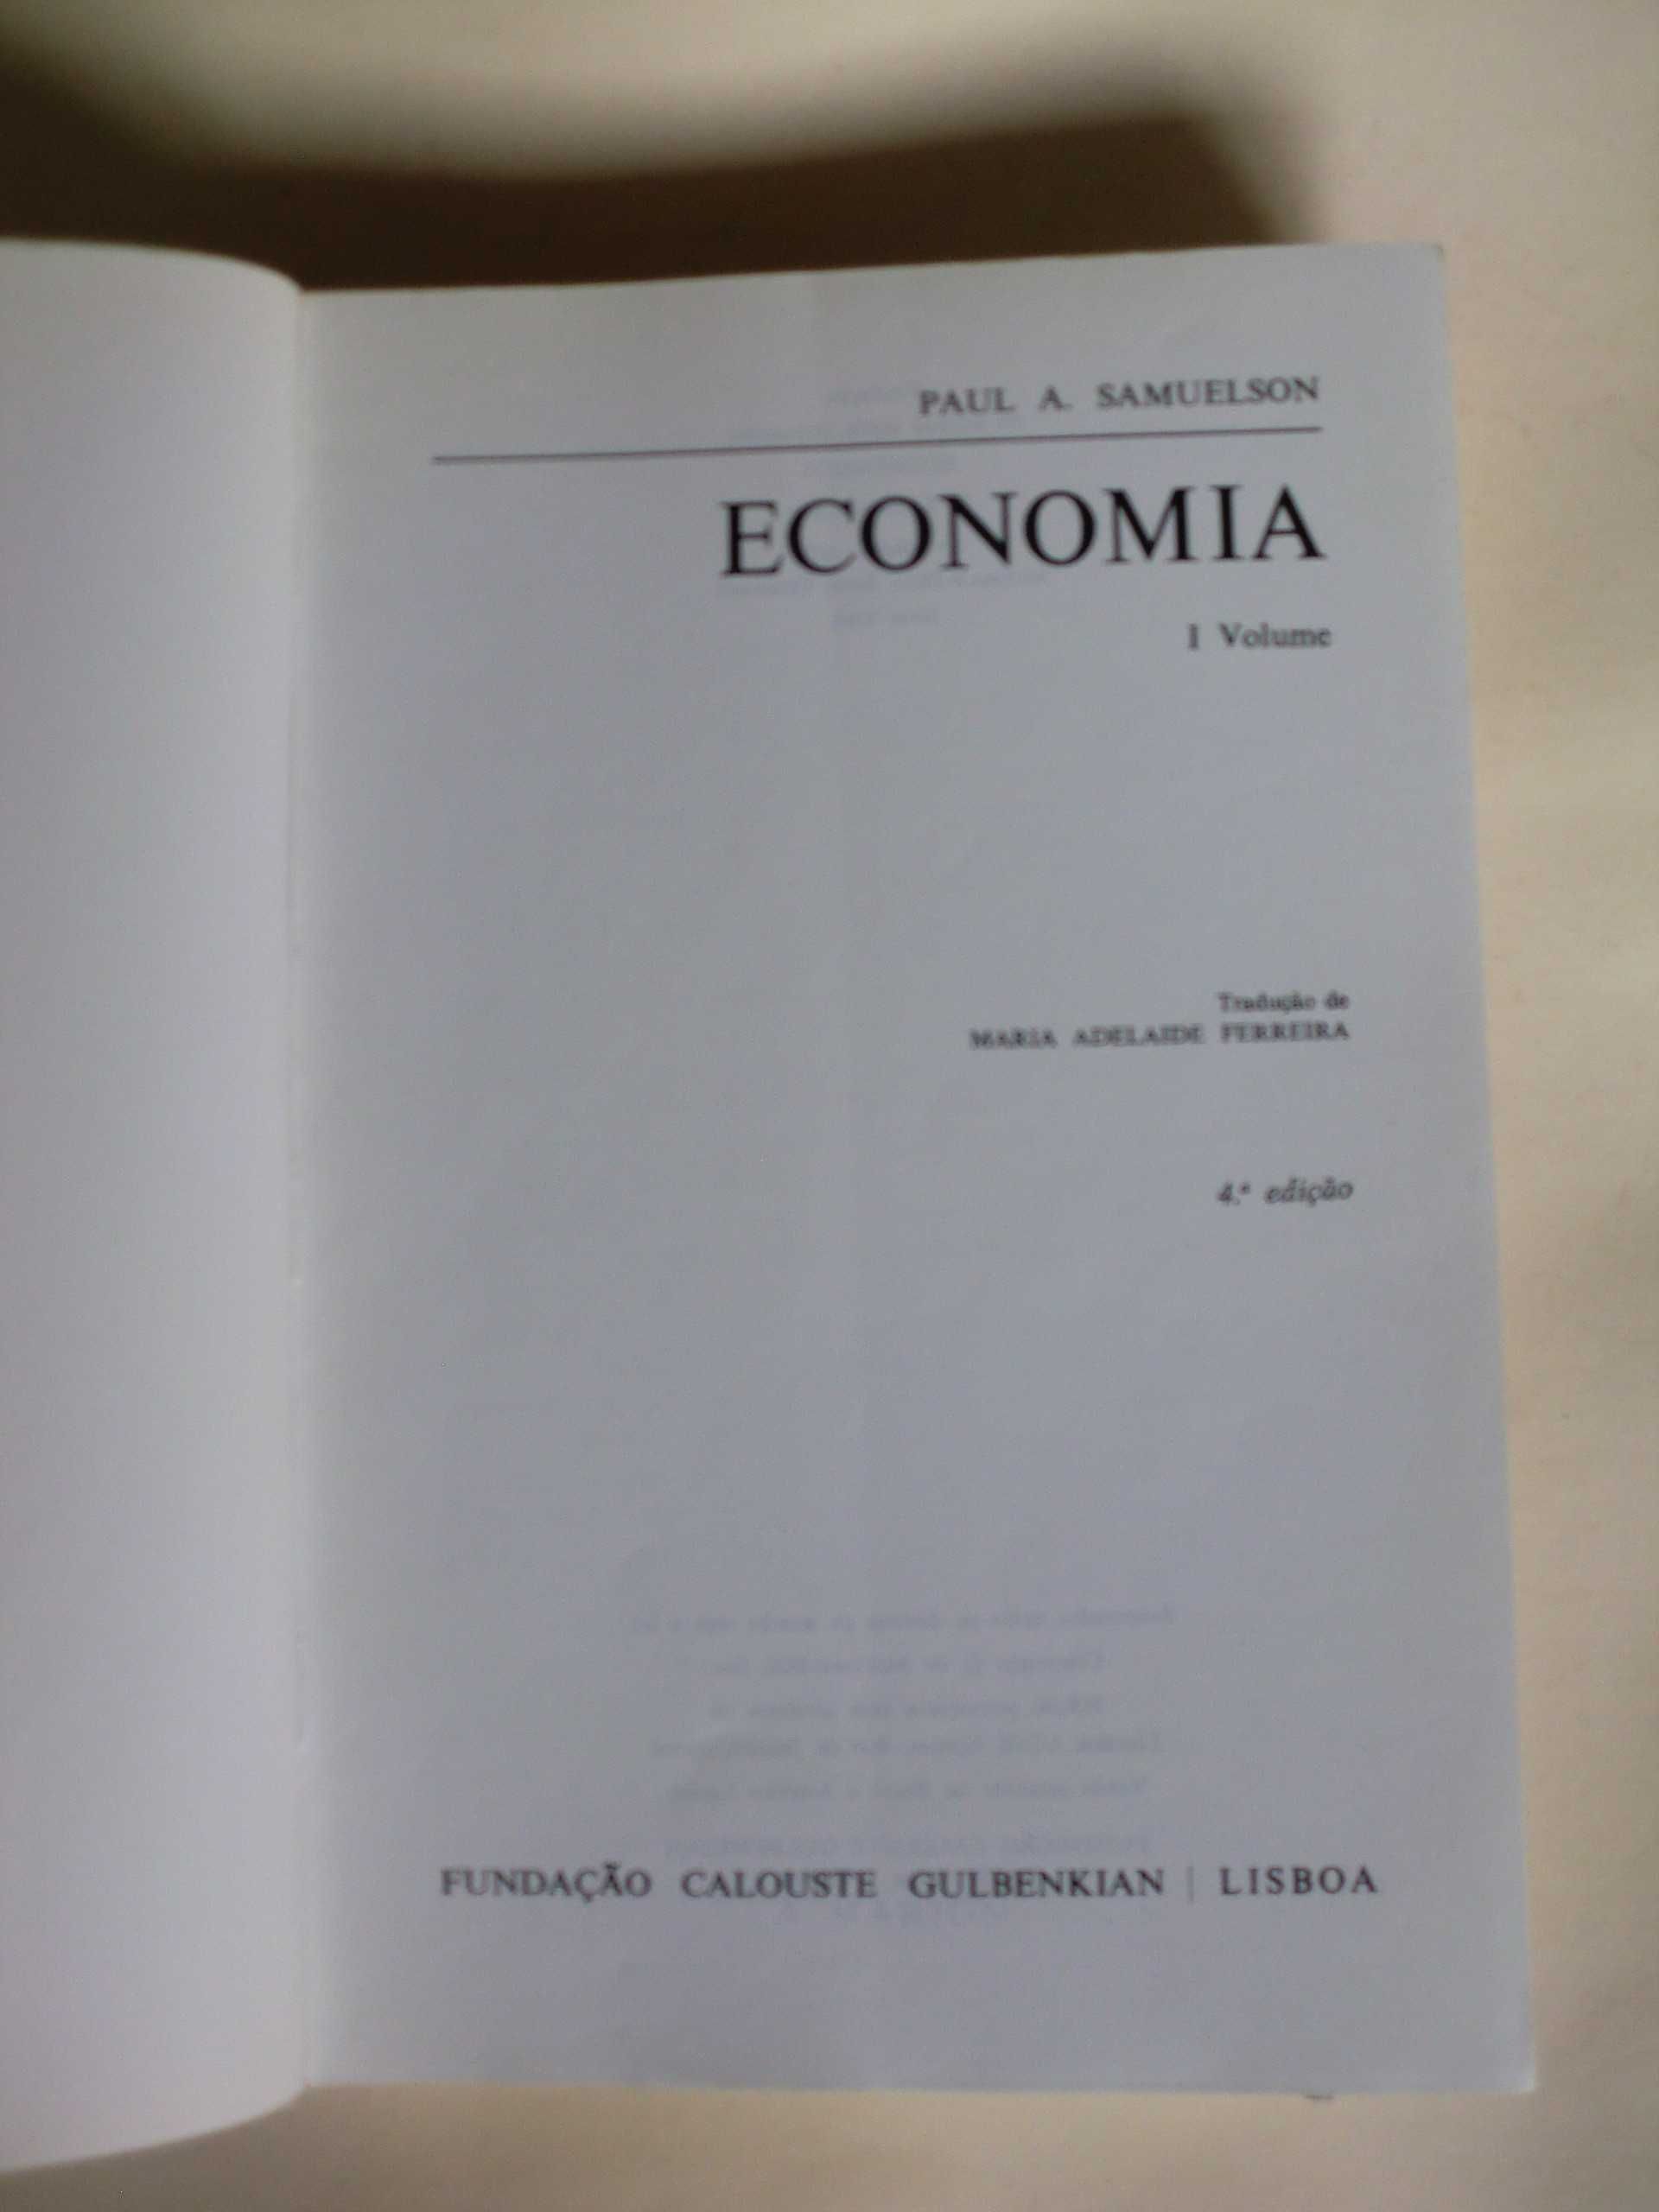 PAUL A. SAMUELSON
ECONOMIA
I Volume
Tradução de
MARIA ADELAIDE FERREIRA
4.ª edição
FUNDAÇÃO CALOUSTE GULBENKIAN | LISBOA